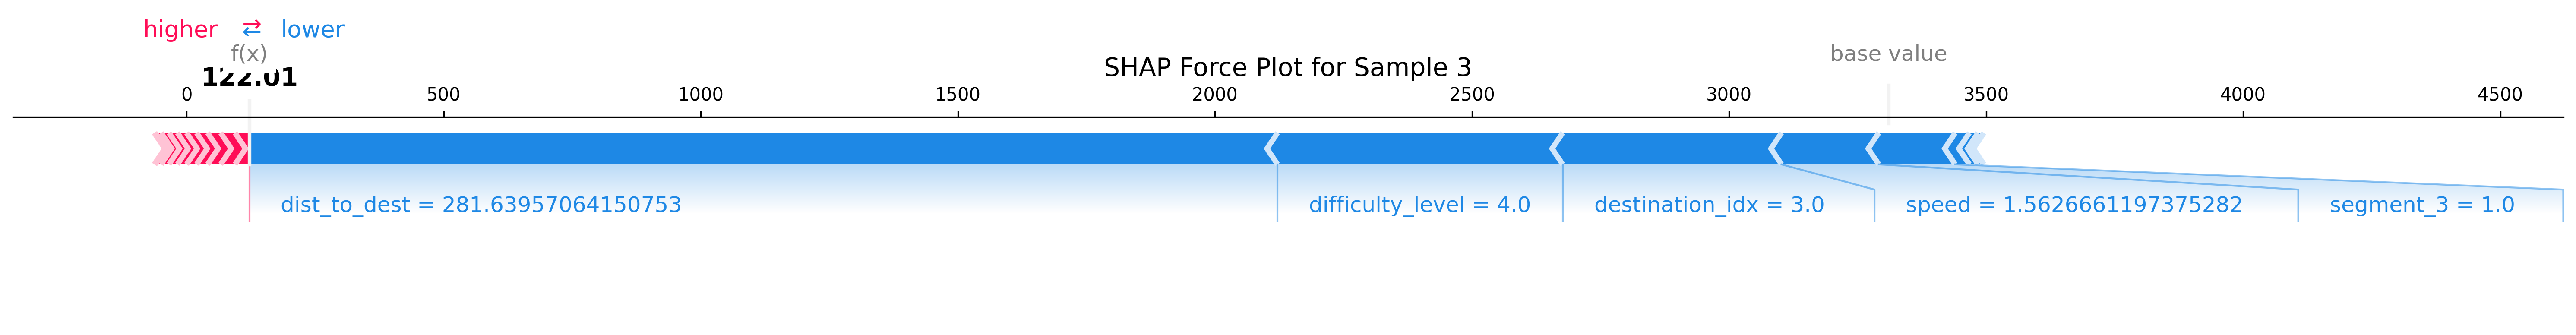 higher ⇄ lower
f(x)
base value
122.01
SHAP Force Plot for Sample 3
0 500 1000 1500 2000 2500 3000 3500 4000 4500
dist_to_dest = 281.63957064150753
difficulty_level = 4.0
destination_idx = 3.0
speed = 1.5626661197375282
segment_3 = 1.0